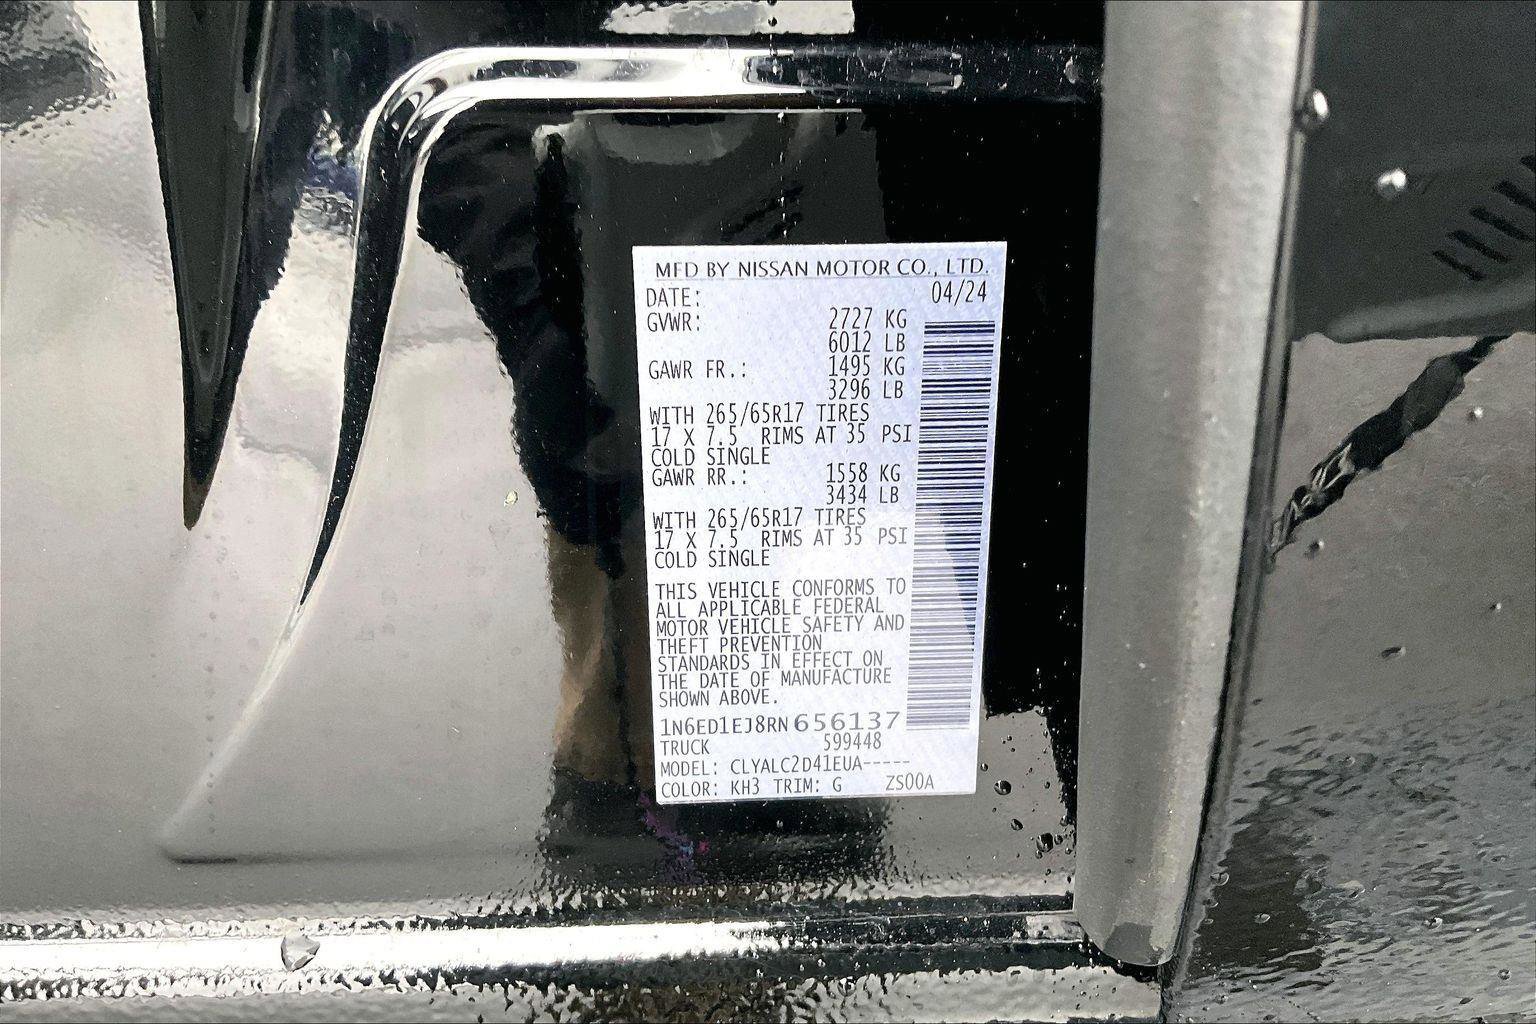 MFD BY NISSAN MOTOR CO., LTD.
DATE: 04/24
GVWR: 2727 KG
6012 LB
GAWR FR.: 1495 KG
3296 LB
WITH 265/65R17 TIRES
17 X 7.5 RIMS AT 35 PSI
COLD SINGLE
GAWR RR.: 1558 KG
3434 LB
WITH 265/65R17 TIRES
17 X 7.5 RIMS AT 35 PSI
COLD SINGLE
THIS VEHICLE CONFORMS TO
ALL APPLICABLE FEDERAL
MOTOR VEHICLE SAFETY AND
THEFT PREVENTION
STANDARDS IN EFFECT ON
THE DATE OF MANUFACTURE
SHOWN ABOVE.
1N6ED1EJ8RN656137
TRUCK 599448
MODEL: CLYALC2D41EUA-----
COLOR: KH3 TRIM: G ZS00A